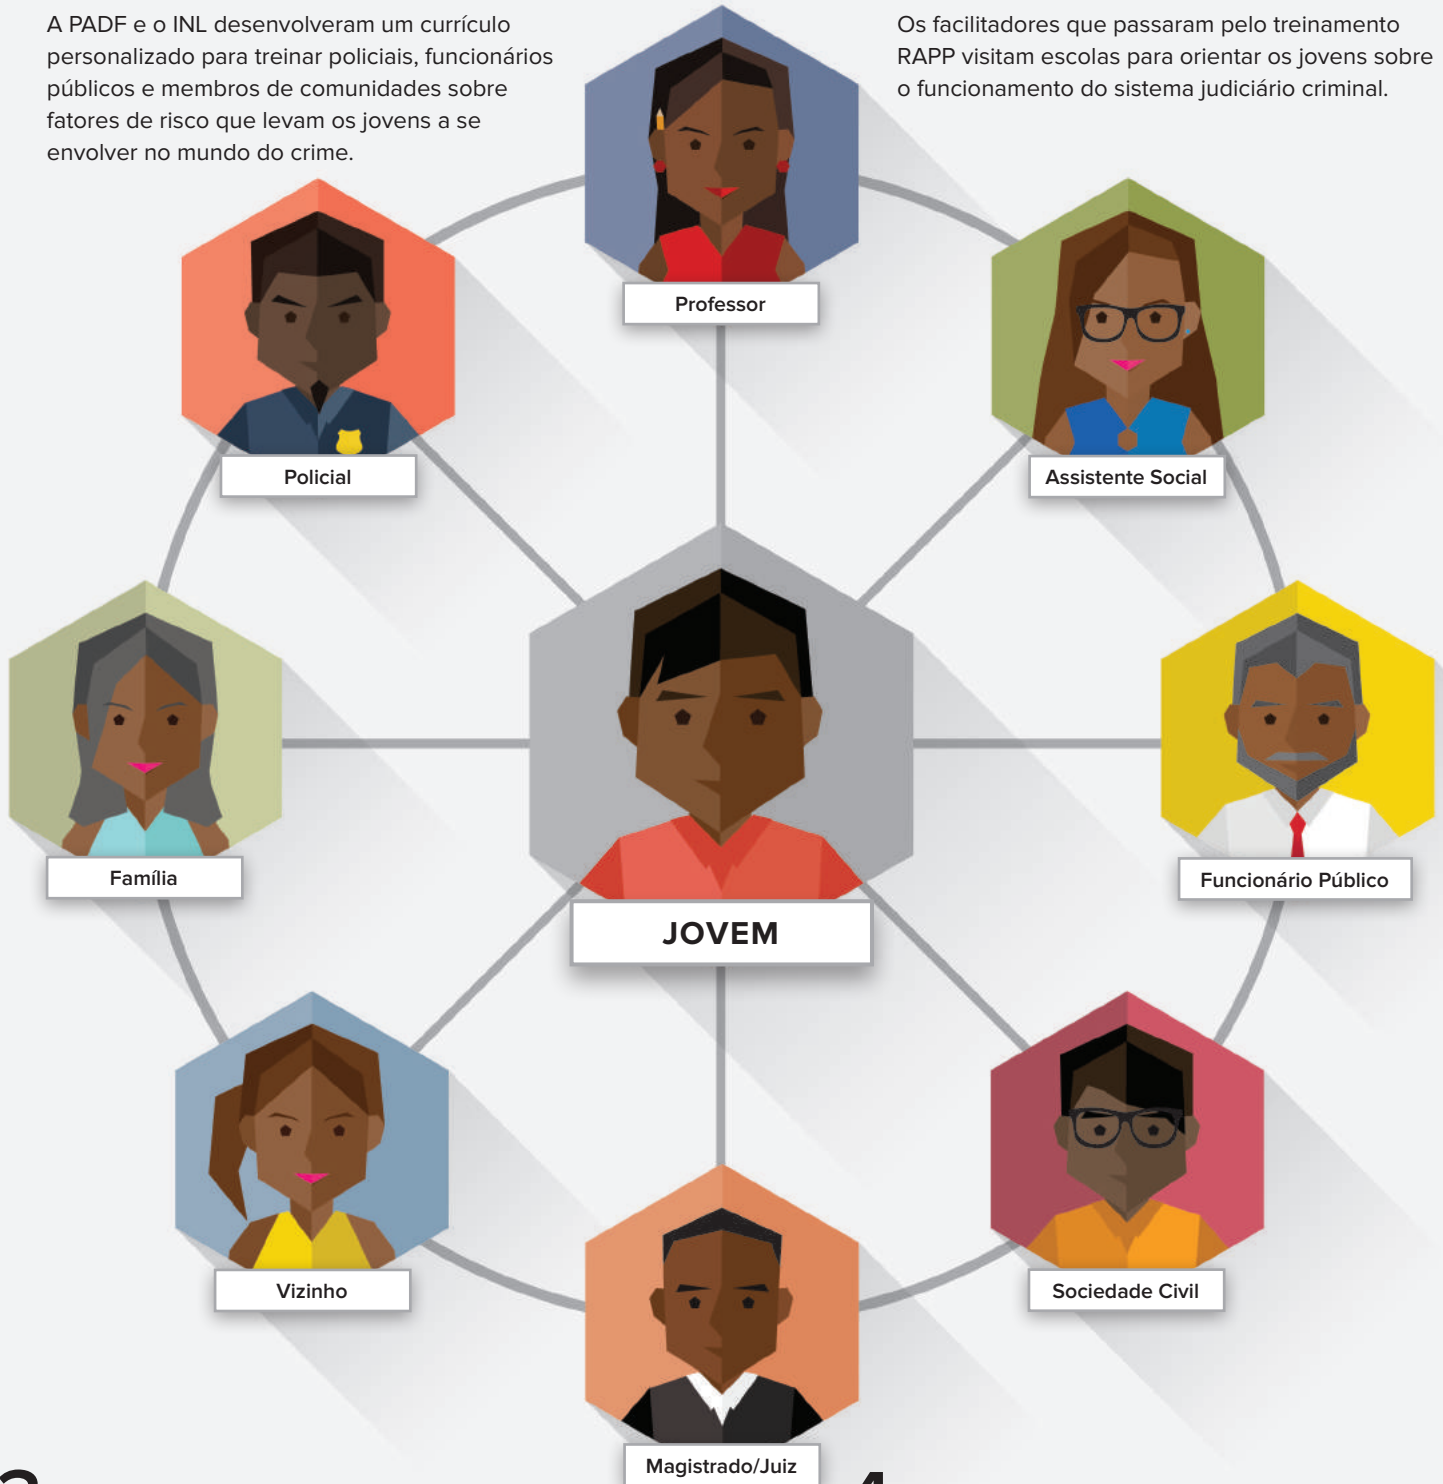 A PADF e o INL desenvolveram um currículo
personalizado para treinar policiais, funcionários
públicos e membros de comunidades sobre
fatores de risco que levam os jovens a se
envolver no mundo do crime.
Os facilitadores que passaram pelo treinamento
RAPP visitam escolas para orientar os jovens sobre
o funcionamento do sistema judiciário criminal.
Professor
Policial
Assistente Social
Família
JOVEM
Funcionário Público
Vizinho
Sociedade Civil
Magistrado/Juiz